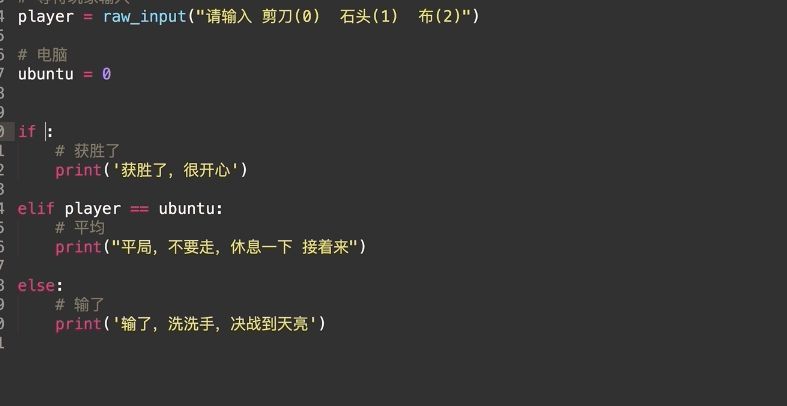 player = raw_input("请输入 剪刀(0)  石头(1)  布(2)")
# 电脑
ubuntu = 0
if :
# 获胜了
print('获胜了，很开心')
elif player == ubuntu:
# 平均
print("平局，不要走，休息一下 接着来")
else:
# 输了
print('输了，洗洗手，决战到天亮')